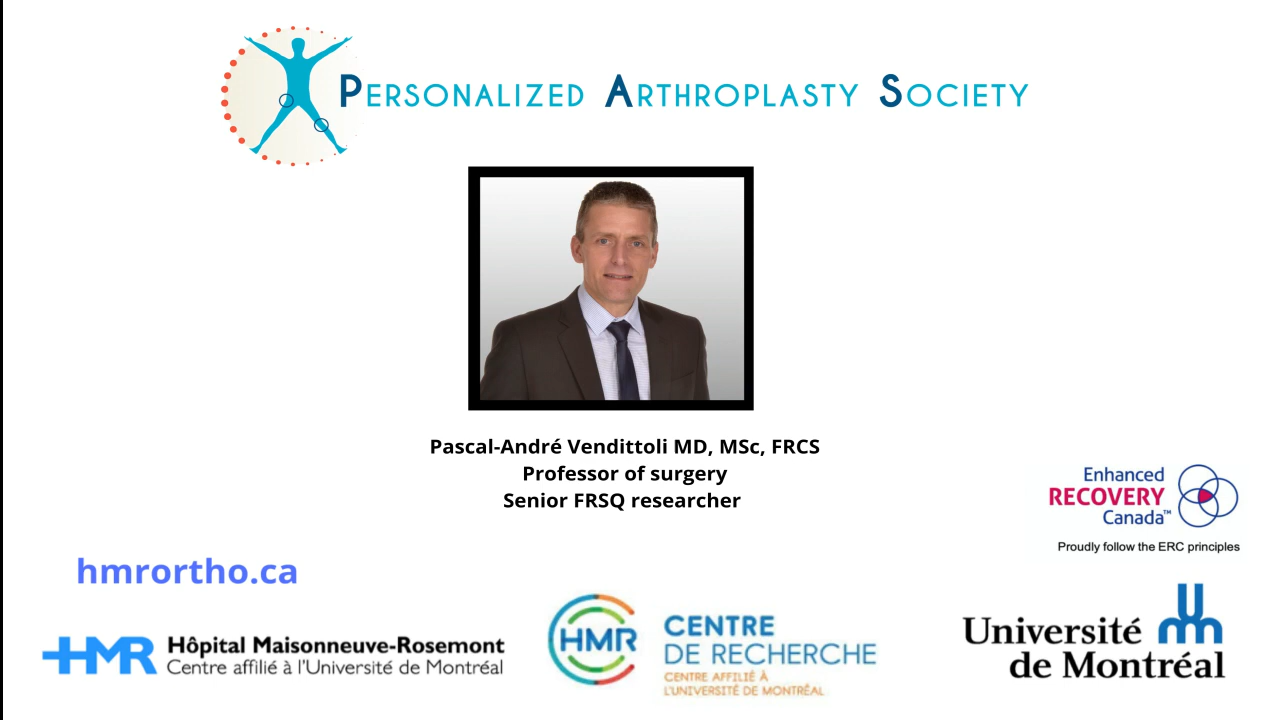 PERSONALIZED ARTHROPLASTY SOCIETY
Pascal-André Vendittoli MD, MSc, FRCS
Professor of surgery
Senior FRSQ researcher
Enhanced
RECOVERY
Canada™
Proudly follow the ERC principles
hmrortho.ca
HMR
Hôpital Maisonneuve-Rosemont
Centre affilié à l'Université de Montréal
HMR
CENTRE
DE RECHERCHE
CENTRE AFFILIÉ À
L'UNIVERSITÉ DE MONTRÉAL
Université
de Montréal